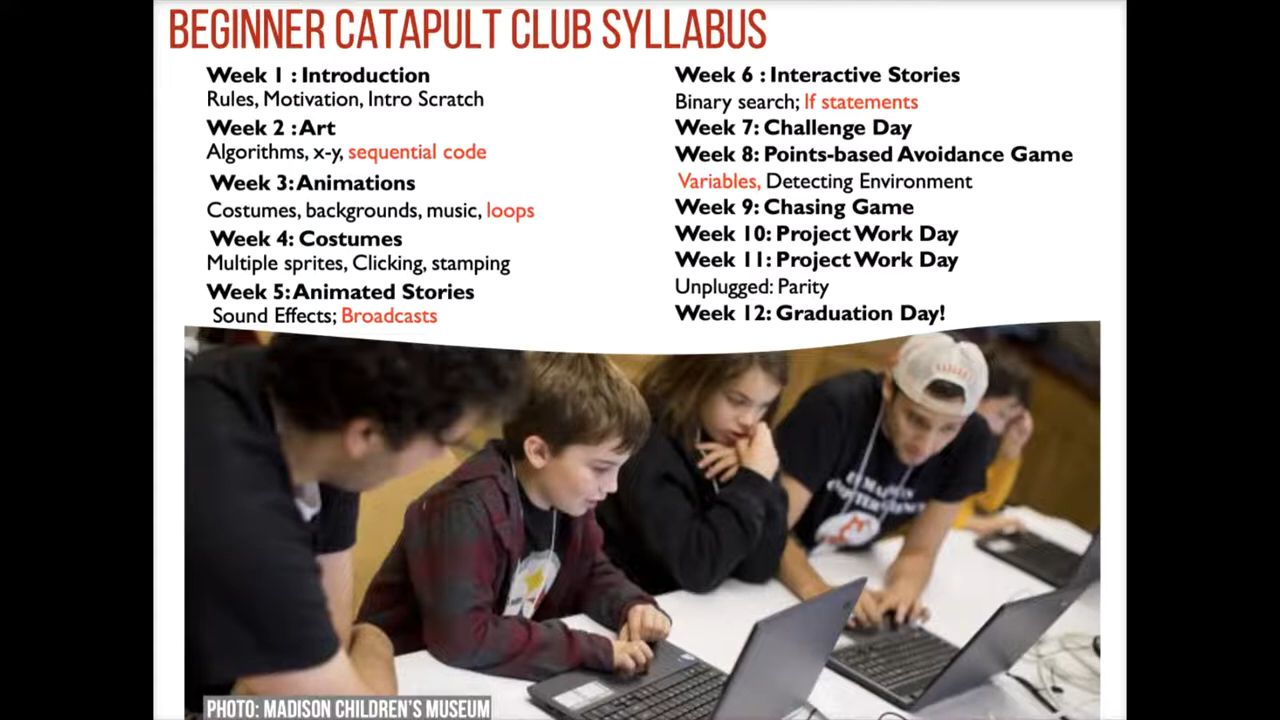 BEGINNER CATAPULT CLUB SYLLABUS
Week 1 : Introduction
Rules, Motivation, Intro Scratch
Week 2 : Art
Algorithms, x-y, sequential code
Week 3: Animations
Costumes, backgrounds, music, loops
Week 4: Costumes
Multiple sprites, Clicking, stamping
Week 5: Animated Stories
Sound Effects; Broadcasts
Week 6 : Interactive Stories
Binary search; If statements
Week 7: Challenge Day
Week 8: Points-based Avoidance Game
Variables, Detecting Environment
Week 9: Chasing Game
Week 10: Project Work Day
Week 11: Project Work Day
Unplugged: Parity
Week 12: Graduation Day!
PHOTO: MADISON CHILDREN'S MUSEUM